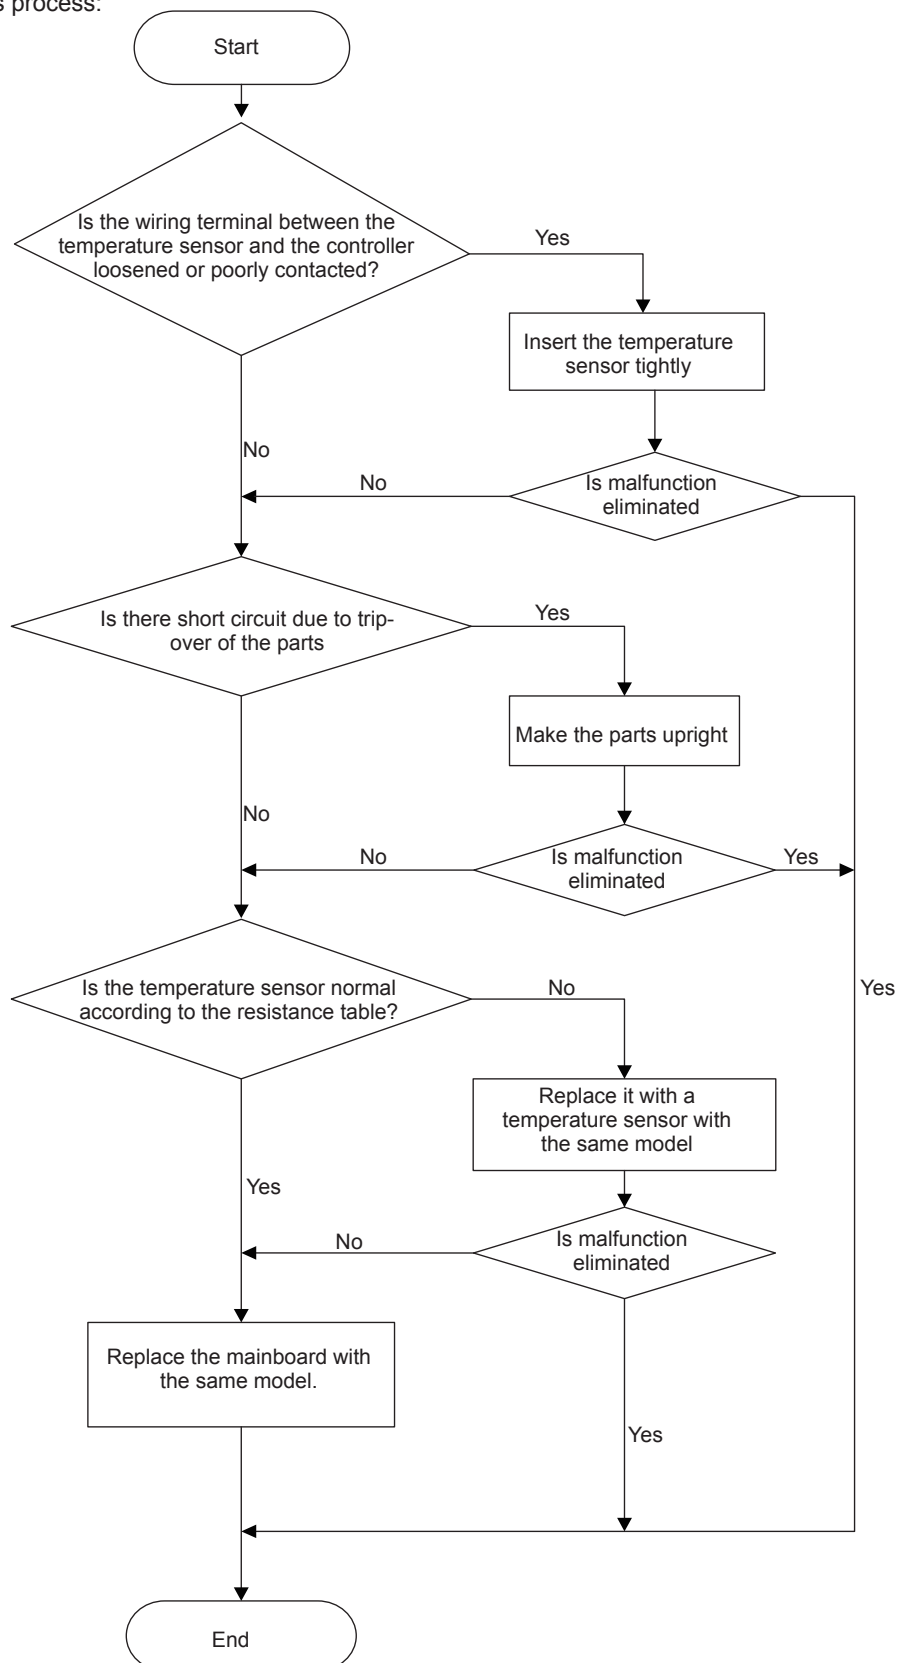 s process:
Start
Is the wiring terminal between the
temperature sensor and the controller
loosened or poorly contacted?
Yes
Insert the temperature
sensor tightly
No
No
Is malfunction
eliminated
Is there short circuit due to trip-
over of the parts
Yes
Make the parts upright
No
No
Is malfunction
eliminated
Yes
Is the temperature sensor normal
according to the resistance table?
No
Yes
Replace it with a
temperature sensor with
the same model
Yes
No
Is malfunction
eliminated
Replace the mainboard with
the same model.
Yes
End